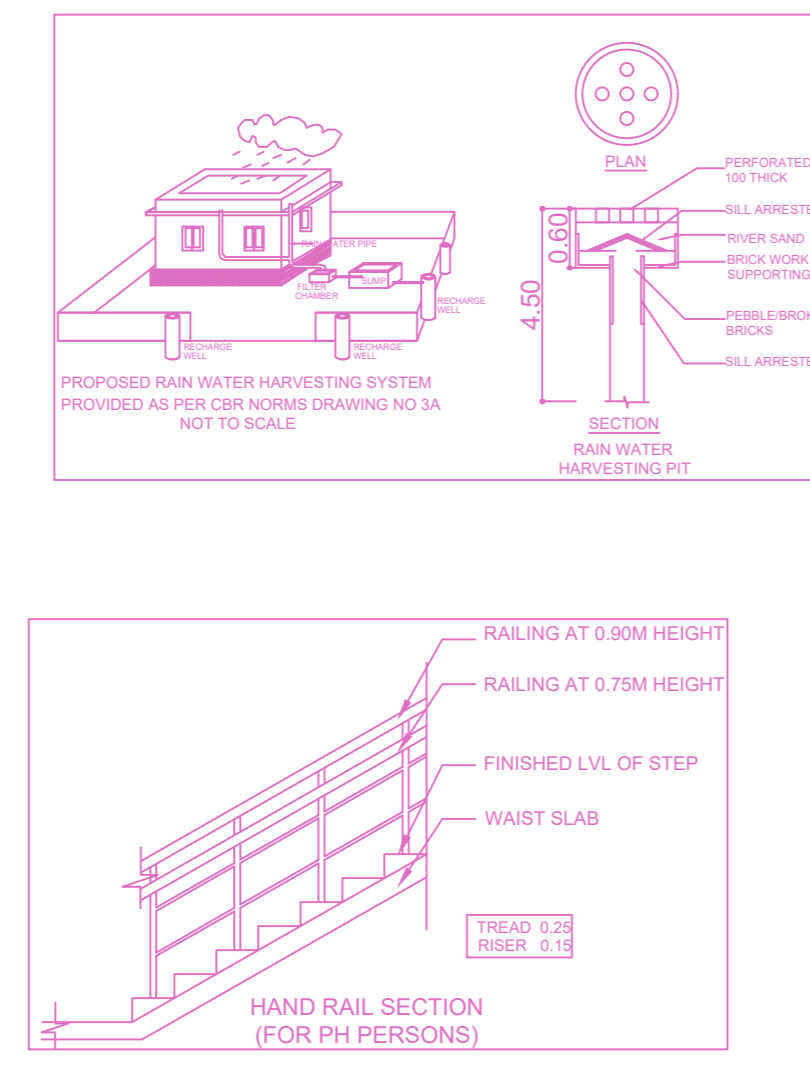 RAIN WATER PIPE
FILTER
CHAMBER
SUMP
RECHARGE
WELL
RECHARGE
WELL
RECHARGE
WELL
PROPOSED RAIN WATER HARVESTING SYSTEM
PROVIDED AS PER CBR NORMS DRAWING NO 3A
NOT TO SCALE
PLAN
PERFORATED
100 THICK
SILL ARRESTE
RIVER SAND
BRICK WORK
SUPPORTING
PEBBLE/BROK
BRICKS
SILL ARRESTE
0.60
4.50
SECTION
RAIN WATER
HARVESTING PIT
RAILING AT 0.90M HEIGHT
RAILING AT 0.75M HEIGHT
FINISHED LVL OF STEP
WAIST SLAB
TREAD 0.25
RISER 0.15
HAND RAIL SECTION
(FOR PH PERSONS)